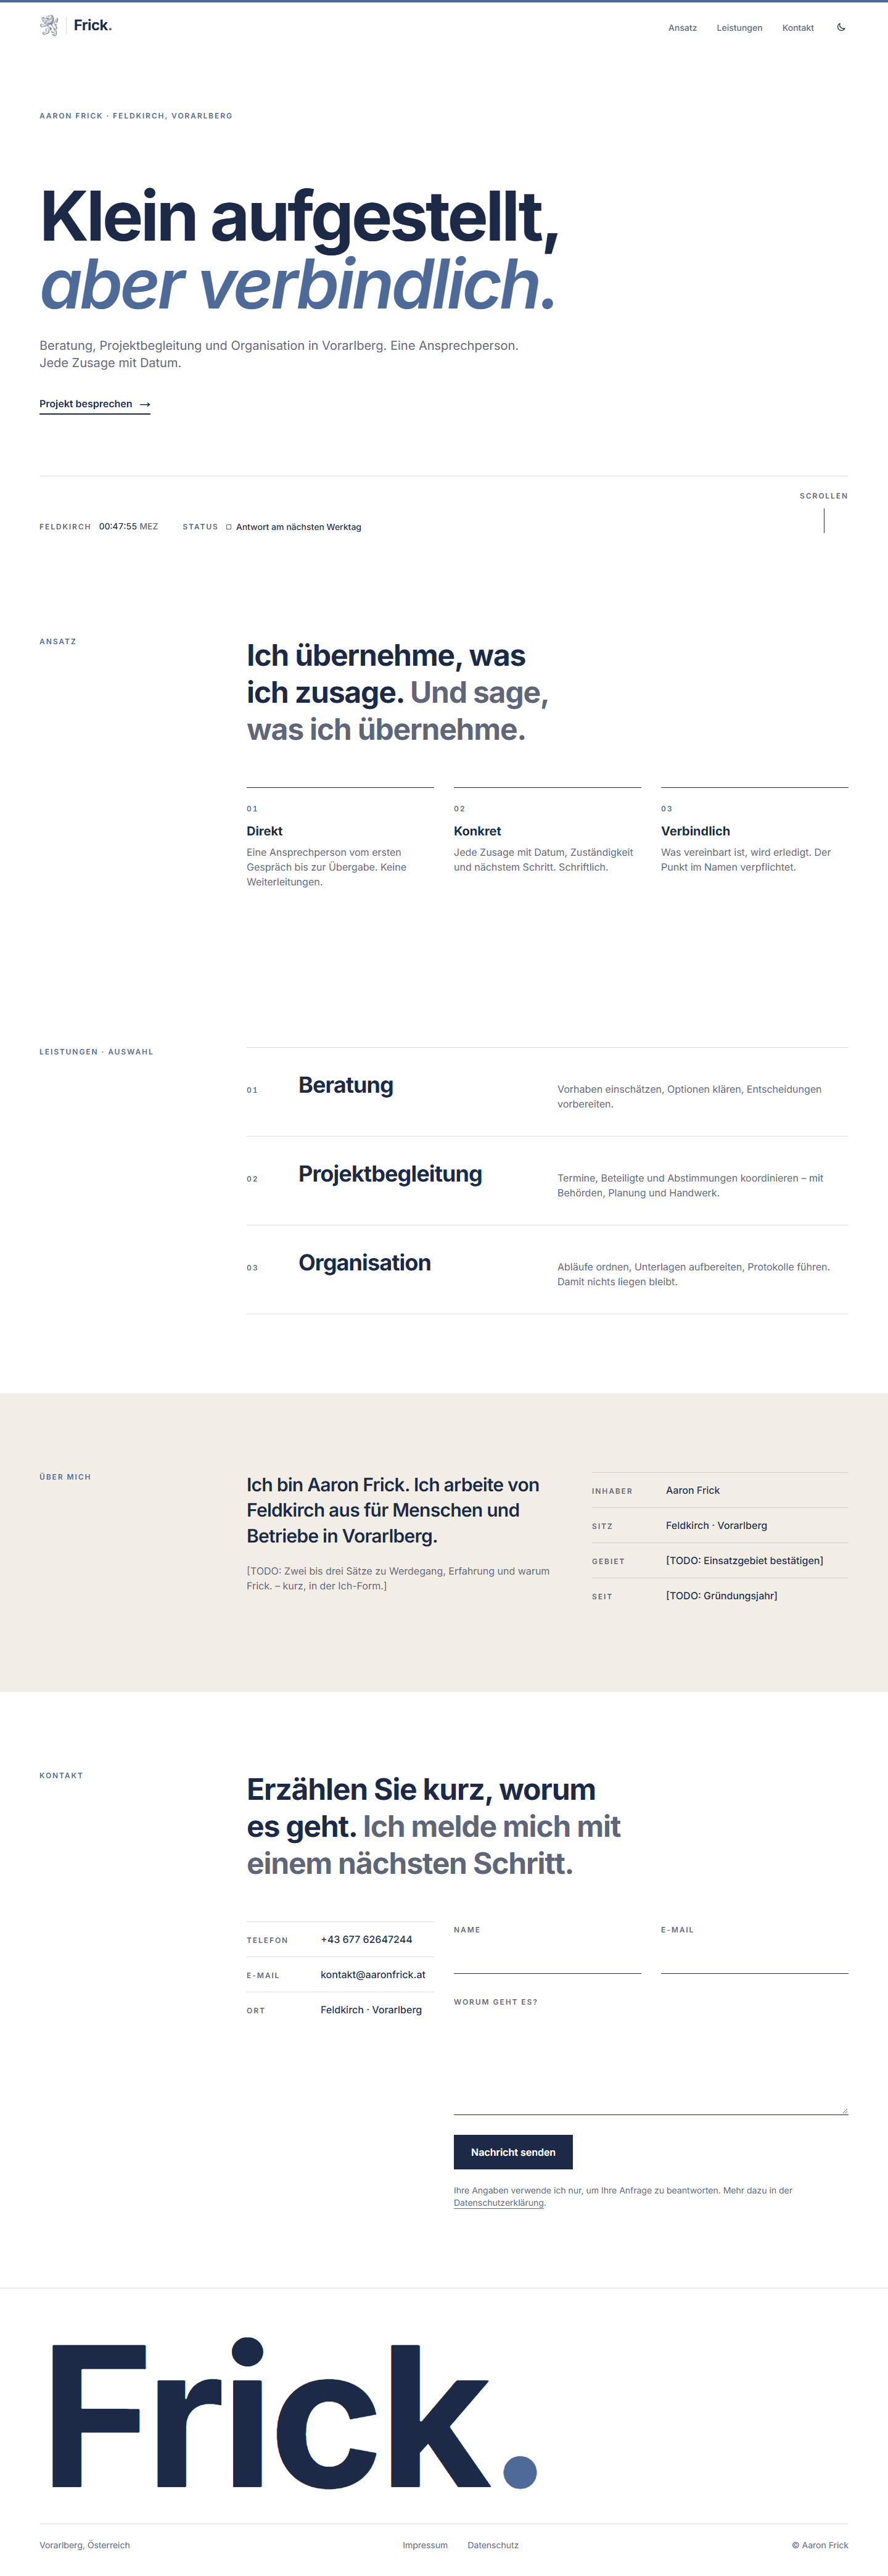 Frick.
Ansatz
Leistungen
Kontakt
AARON FRICK · FELDKIRCH, VORARLBERG
Klein aufgestellt,
aber verbindlich.
Beratung, Projektbegleitung und Organisation in Vorarlberg. Eine Ansprechperson.
Jede Zusage mit Datum.
Projekt besprechen →
SCROLLEN
FELDKIRCH 00:47:55 MEZ
STATUS Antwort am nächsten Werktag
ANSATZ
Ich übernehme, was
ich zusage. Und sage,
was ich übernehme.
01
Direkt
Eine Ansprechperson vom ersten
Gespräch bis zur Übergabe. Keine
Weiterleitungen.
02
Konkret
Jede Zusage mit Datum, Zuständigkeit
und nächstem Schritt. Schriftlich.
03
Verbindlich
Was vereinbart ist, wird erledigt. Der
Punkt im Namen verpflichtet.
LEISTUNGEN · AUSWAHL
01
Beratung
Vorhaben einschätzen, Optionen klären, Entscheidungen
vorbereiten.
02
Projektbegleitung
Termine, Beteiligte und Abstimmungen koordinieren – mit
Behörden, Planung und Handwerk.
03
Organisation
Abläufe ordnen, Unterlagen aufbereiten, Protokolle führen.
Damit nichts liegen bleibt.
ÜBER MICH
Ich bin Aaron Frick. Ich arbeite von
Feldkirch aus für Menschen und
Betriebe in Vorarlberg.
[TODO: Zwei bis drei Sätze zu Werdegang, Erfahrung und warum
Frick. – kurz, in der Ich-Form.]
INHABER Aaron Frick
SITZ Feldkirch · Vorarlberg
GEBIET [TODO: Einsatzgebiet bestätigen]
SEIT [TODO: Gründungsjahr]
KONTAKT
Erzählen Sie kurz, worum
es geht. Ich melde mich mit
einem nächsten Schritt.
TELEFON +43 677 62647244
E-MAIL kontakt@aaronfrick.at
ORT Feldkirch · Vorarlberg
NAME
E-MAIL
WORUM GEHT ES?
Nachricht senden
Ihre Angaben verwende ich nur, um Ihre Anfrage zu beantworten. Mehr dazu in der
Datenschutzerklärung.
Frick.
Vorarlberg, Österreich
Impressum
Datenschutz
© Aaron Frick